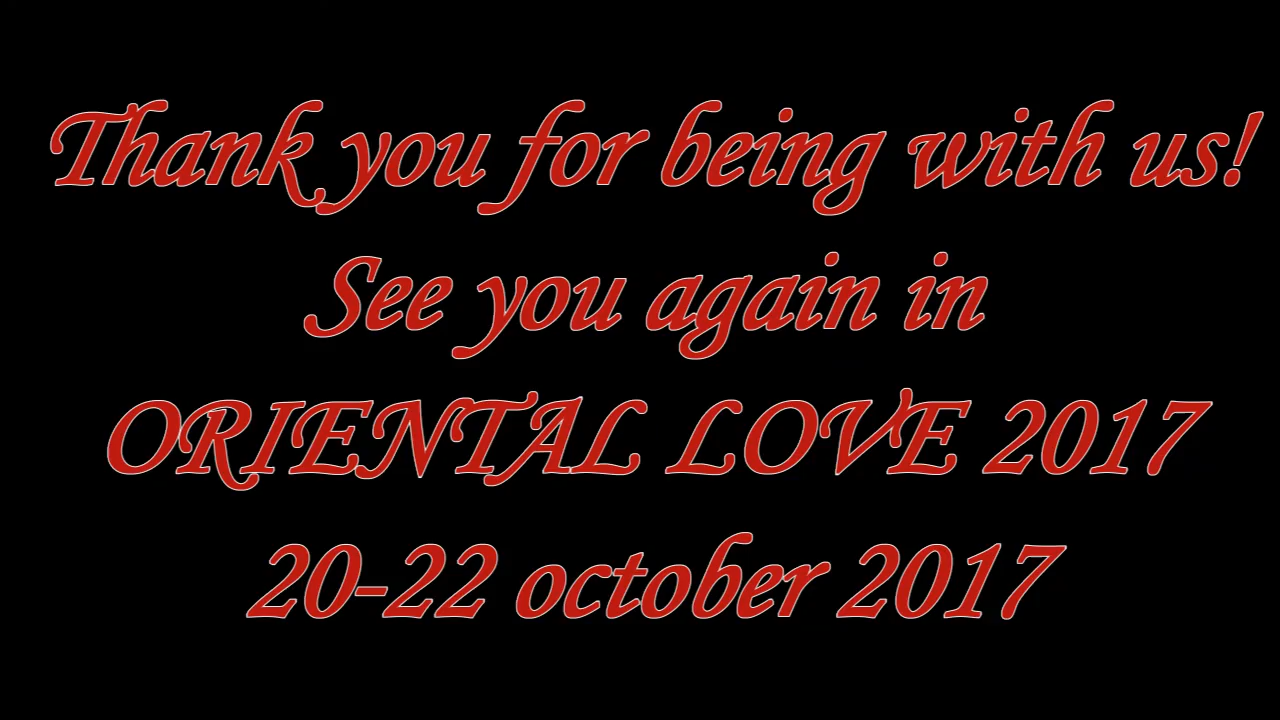 Thank you for being with us!
See you again in
ORIENTAL LOVE 2017
20-22 october 2017